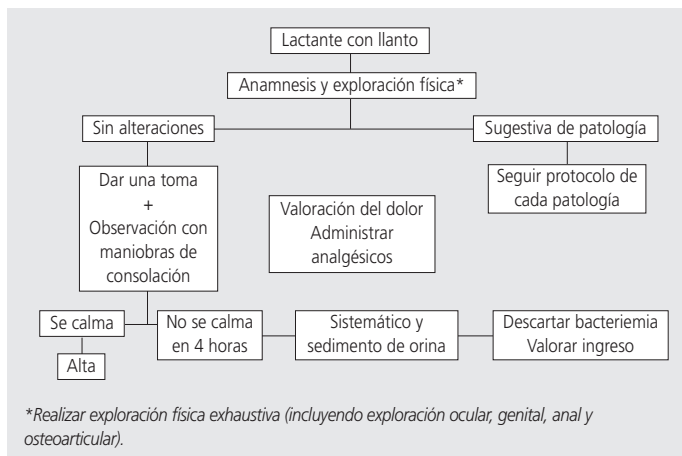 Lactante con llanto
Anamnesis y exploración física*
Sin alteraciones
Sugestiva de patología
Dar una toma
+
Observación con
maniobras de
consolación
Valoración del dolor
Administrar
analgésicos
Seguir protocolo de
cada patología
Se calma
No se calma
en 4 horas
Sistemático y
sedimento de orina
Descartar bacteriemia
Valorar ingreso
Alta
*Realizar exploración física exhaustiva (incluyendo exploración ocular, genital, anal y
osteoarticular).